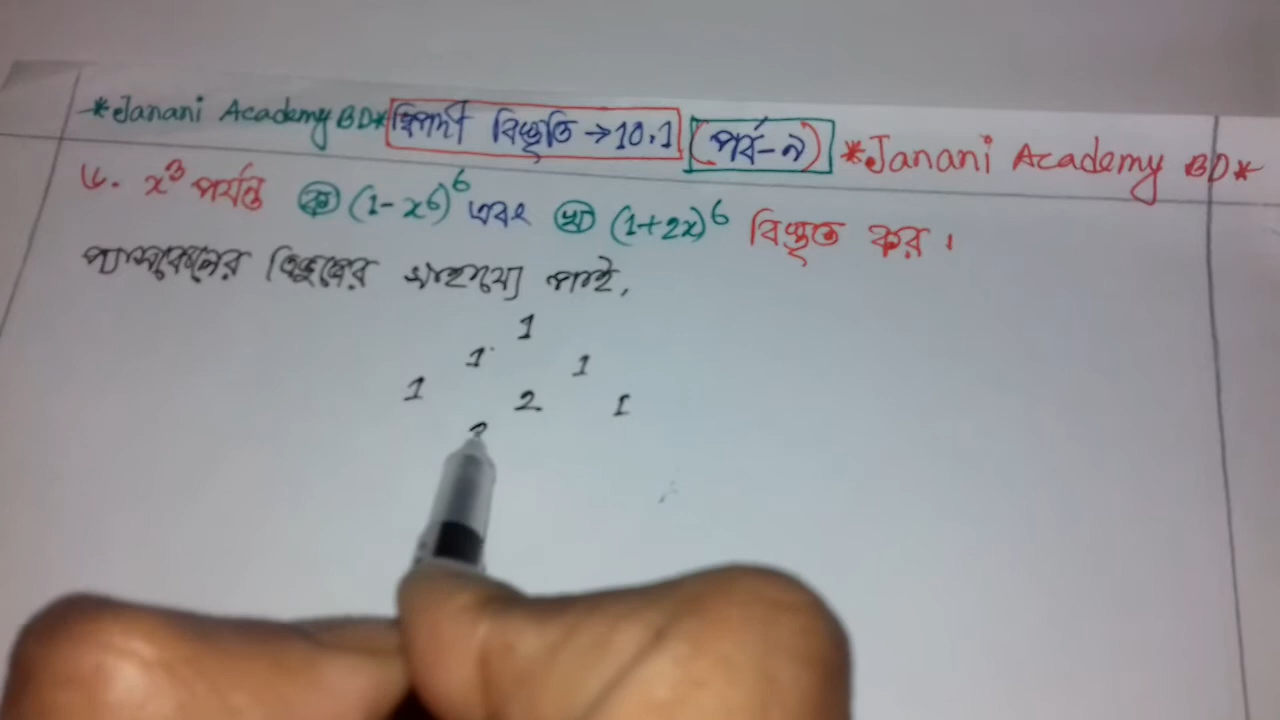 *Janani Academy BD* দ্বিপদী বিস্তৃতি → 10.1 (পর্ব-৯) *Janani Academy BD*
৬. x³ পর্যন্ত ক (1-x6)⁶ এবং খ (1+2x)⁶ বিস্তৃত কর।
প্যাসকেলের ত্রিভুজের সাহায্যে পাই,
1
1 1
1 2 1